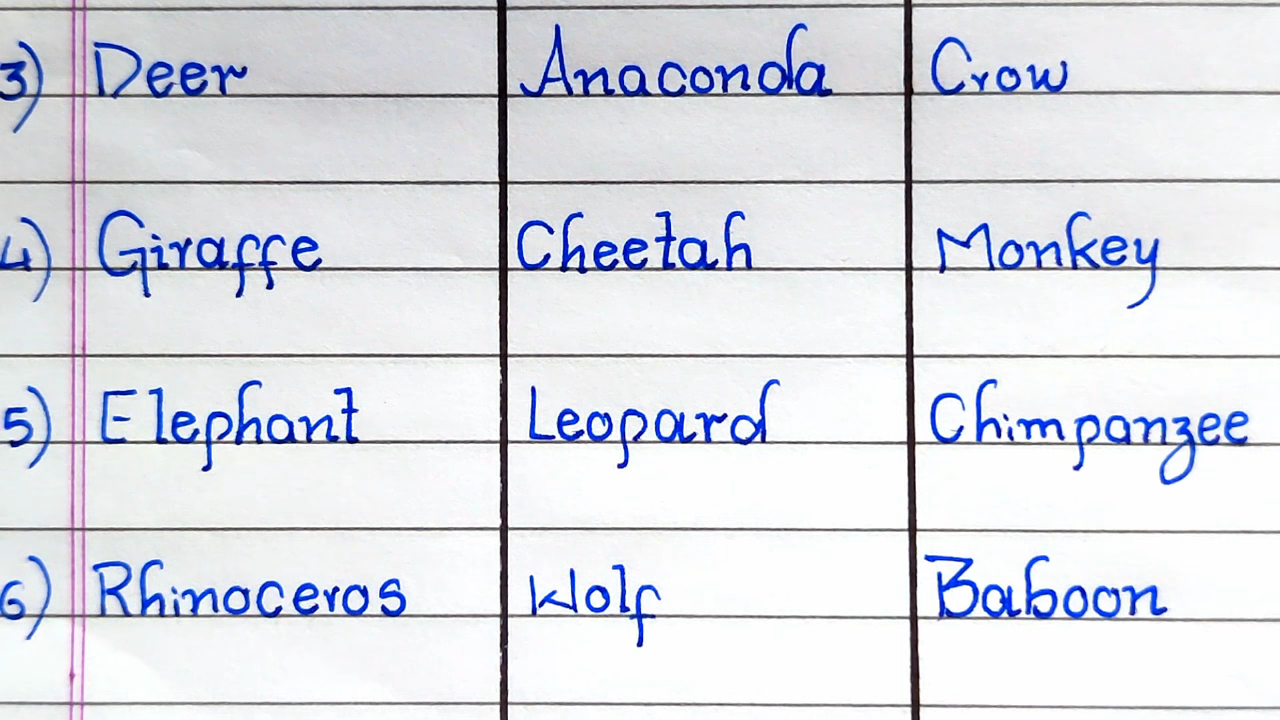 3) Deer Anaconda Crow
4) Giraffe Cheetah Monkey
5) Elephant Leopard Chimpanzee
6) Rhinoceros Wolf Baboon